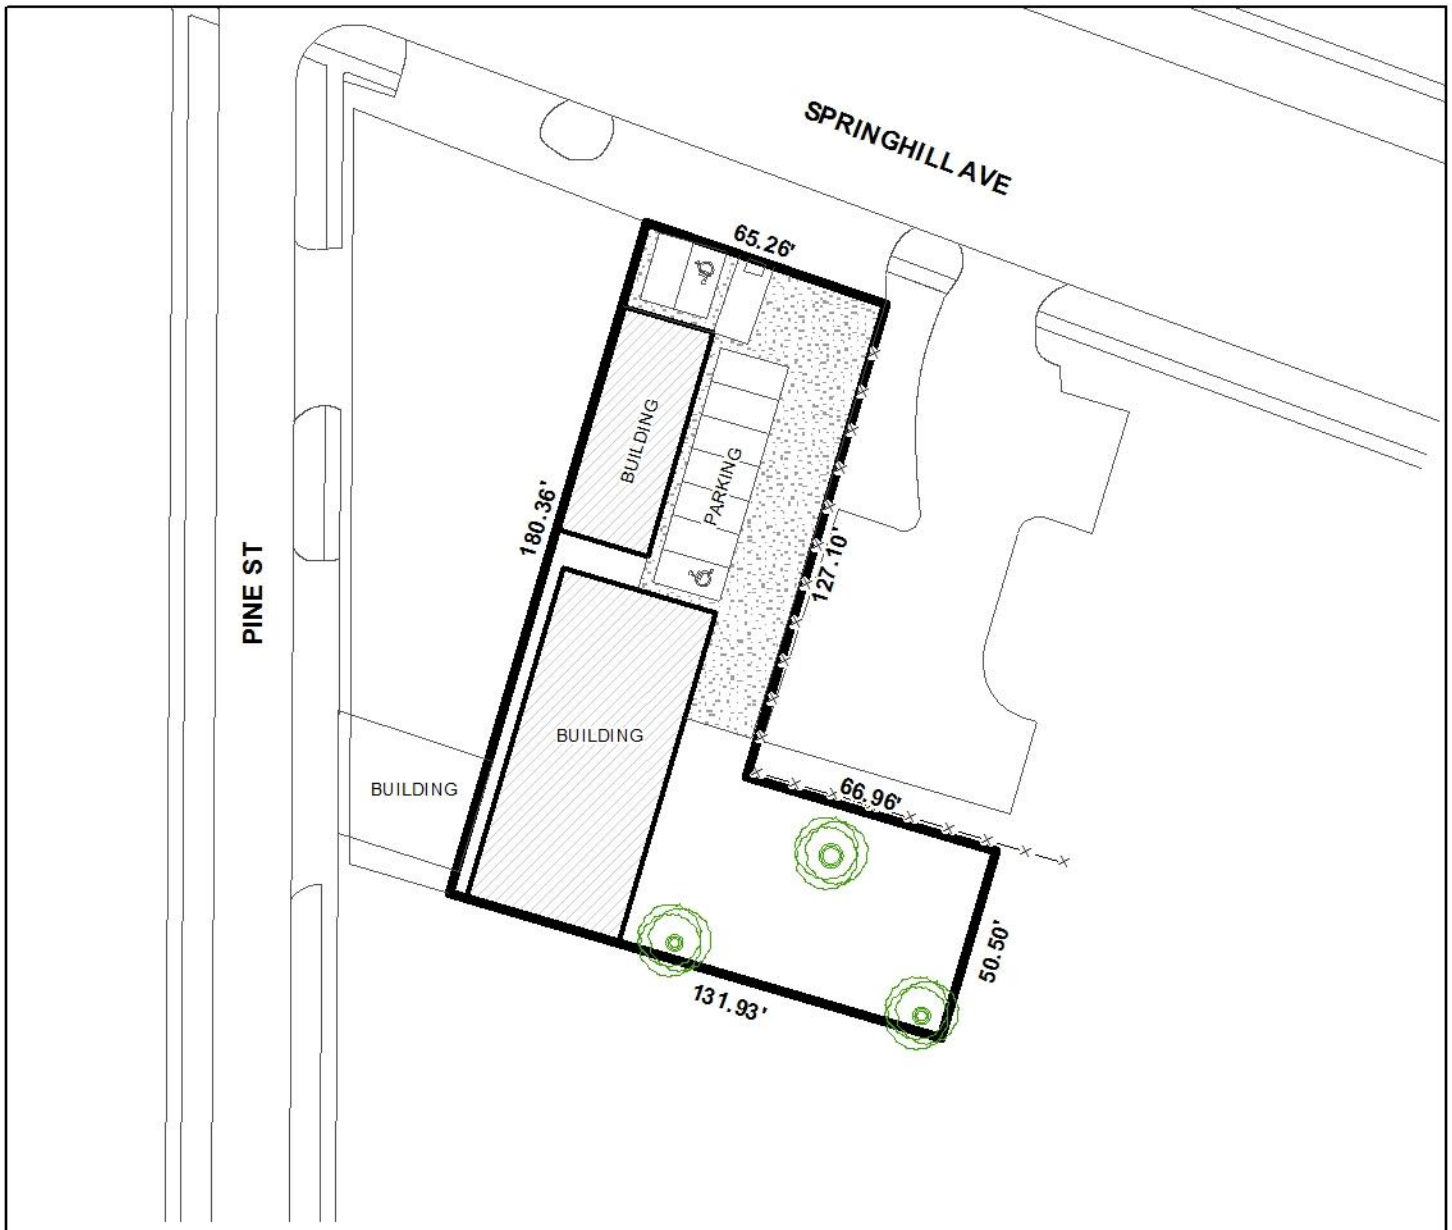 SPRINGHILL AVE
65.26'
BUILDING
PARKING
180.36'
127.10'
PINE ST
BUILDING
BUILDING
66.96'
50.50'
131.93'